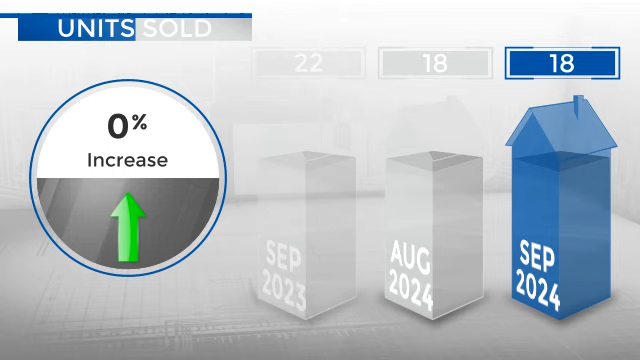 UNITS SOLD
22
18
18
0%
Increase
SEP
2023
AUG
2024
SEP
2024